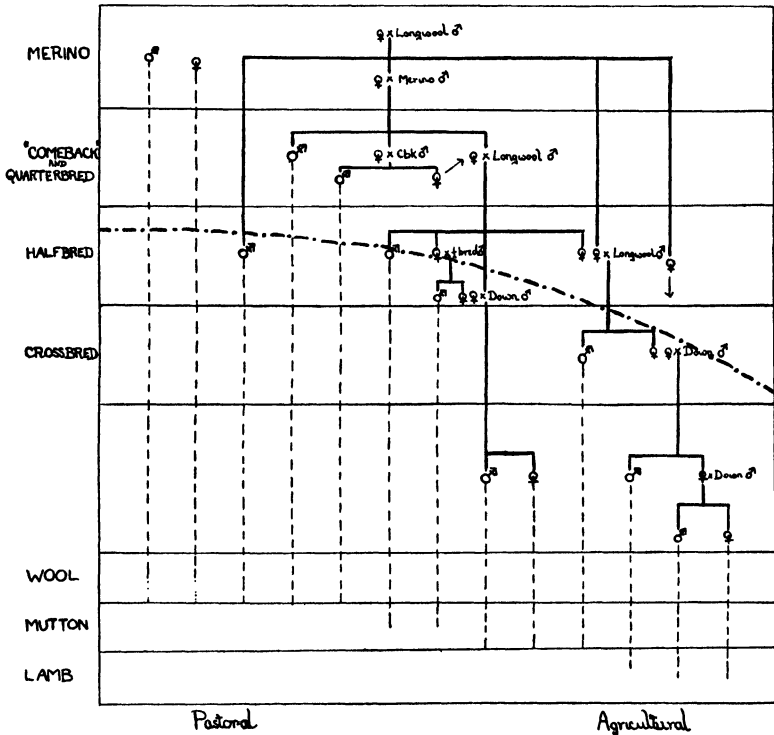 ♀ × Longwool ♂
MERINO
♀ × Merino ♂
"COMEBACK"
AND
QUARTERBRED
♀ × Cbk ♂
♀ × Longwool ♂
HALFBRED
♀ × ½bred ♂
♀ × Longwool ♂
♀ × Down ♂
CROSSBRED
♀ × Down ♂
♀ × Down ♂
WOOL
MUTTON
LAMB
Pastoral
Agricultural